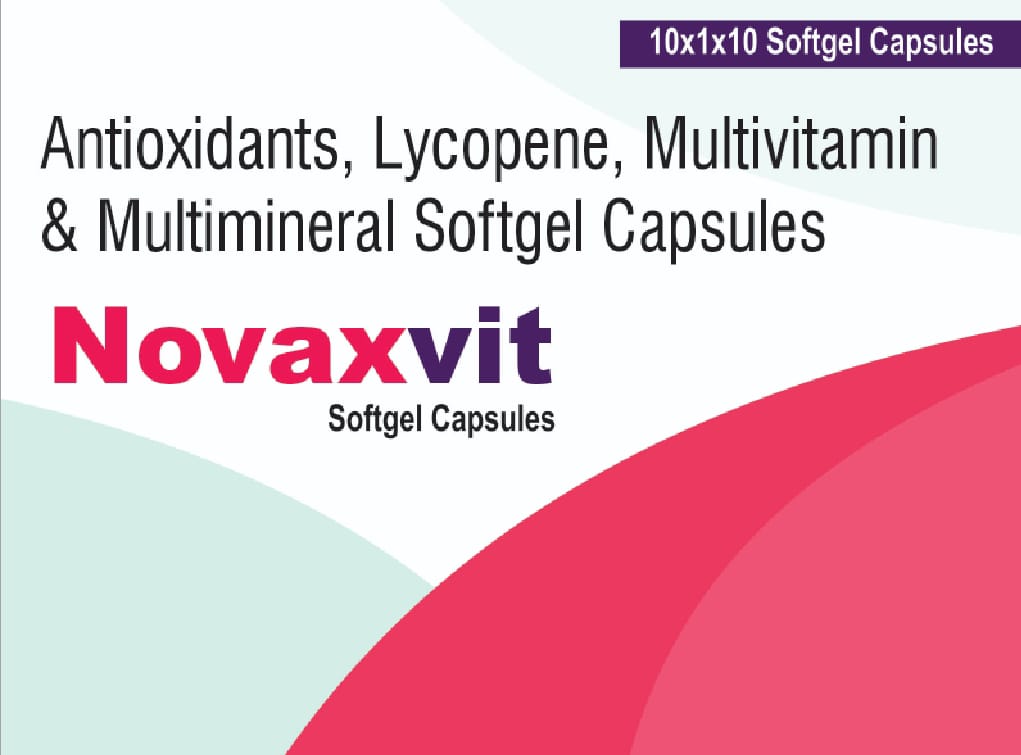 10x1x10 Softgel Capsules
Antioxidants, Lycopene, Multivitamin
& Multimineral Softgel Capsules
Novaxvit
Softgel Capsules